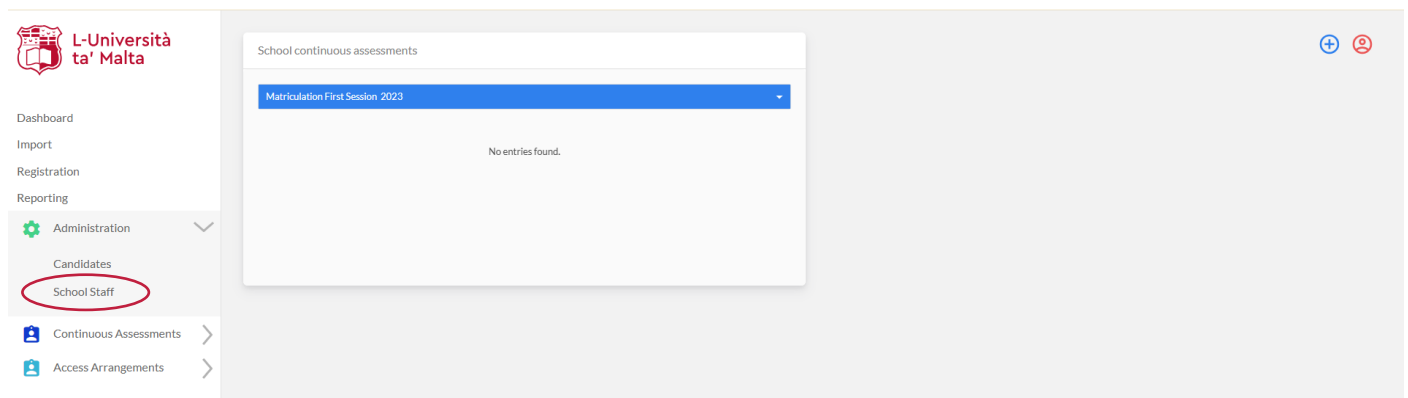 L-Università
ta' Malta
Dashboard
Import
Registration
Reporting
Administration
Candidates
School Staff
Continuous Assessments
Access Arrangements
School continuous assessments
Matriculation First Session 2023
No entries found.